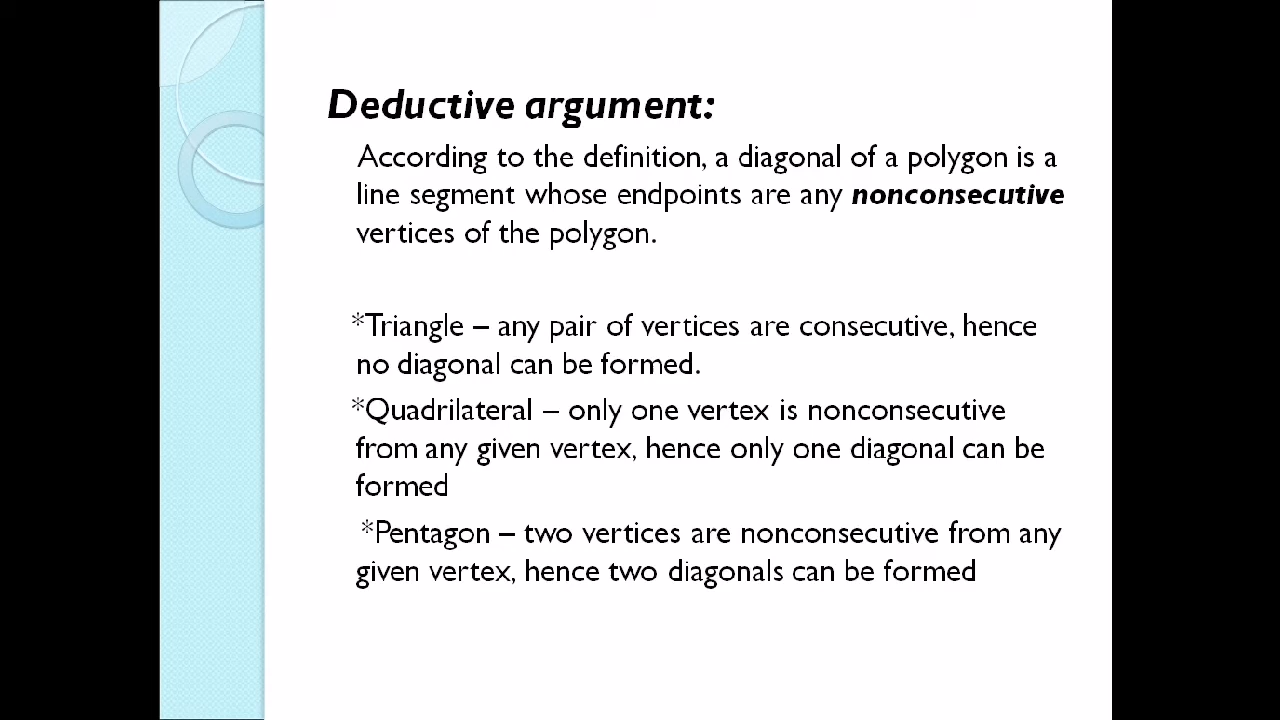 Deductive argument:
According to the definition, a diagonal of a polygon is a
line segment whose endpoints are any nonconsecutive
vertices of the polygon.
*Triangle – any pair of vertices are consecutive, hence
no diagonal can be formed.
*Quadrilateral – only one vertex is nonconsecutive
from any given vertex, hence only one diagonal can be
formed
*Pentagon – two vertices are nonconsecutive from any
given vertex, hence two diagonals can be formed